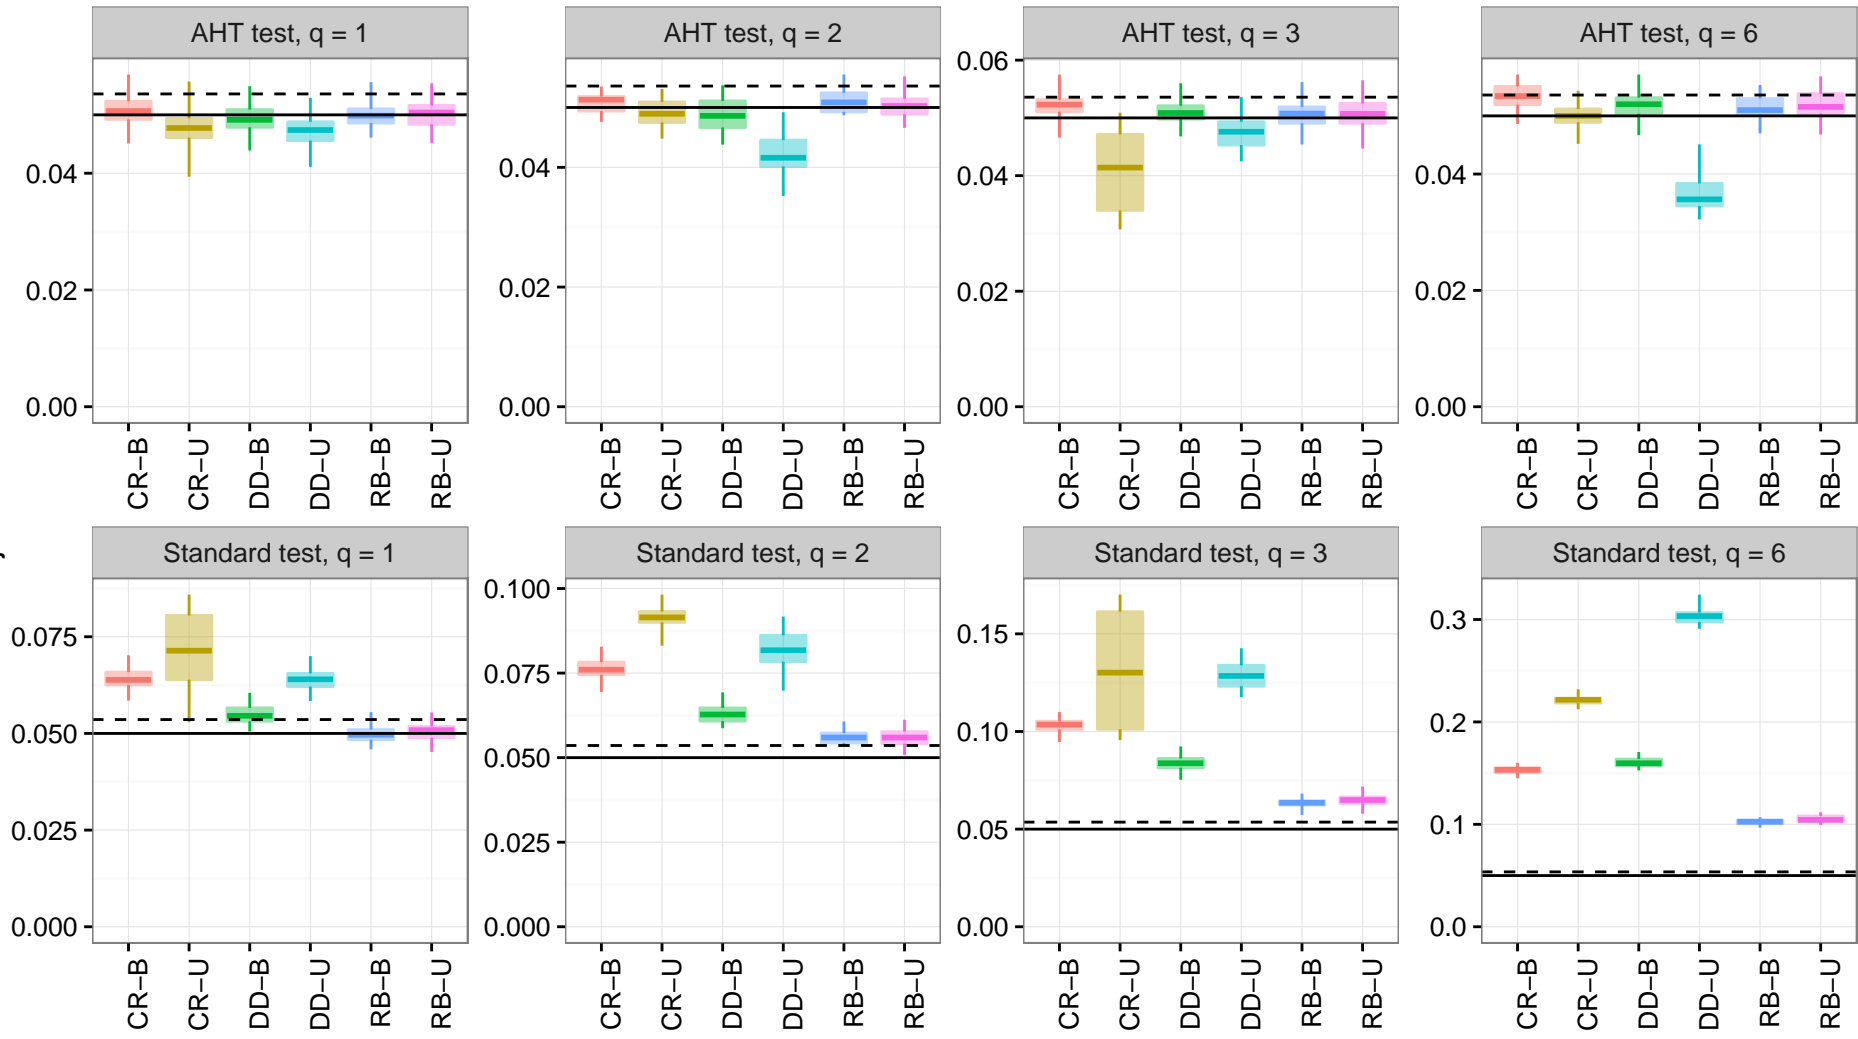 AHT test, q = 1
AHT test, q = 2
AHT test, q = 3
AHT test, q = 6
0.04
0.02
0.00
0.04
0.02
0.00
0.06
0.04
0.02
0.00
0.04
0.02
0.00
CR−B
CR−U
DD−B
DD−U
RB−B
RB−U
CR−B
CR−U
DD−B
DD−U
RB−B
RB−U
CR−B
CR−U
DD−B
DD−U
RB−B
RB−U
CR−B
CR−U
DD−B
DD−U
RB−B
RB−U
Standard test, q = 1
Standard test, q = 2
Standard test, q = 3
Standard test, q = 6
0.075
0.050
0.025
0.000
0.100
0.075
0.050
0.025
0.000
0.15
0.10
0.05
0.00
0.3
0.2
0.1
0.0
CR−B
CR−U
DD−B
DD−U
RB−B
RB−U
CR−B
CR−U
DD−B
DD−U
RB−B
RB−U
CR−B
CR−U
DD−B
DD−U
RB−B
RB−U
CR−B
CR−U
DD−B
DD−U
RB−B
RB−U